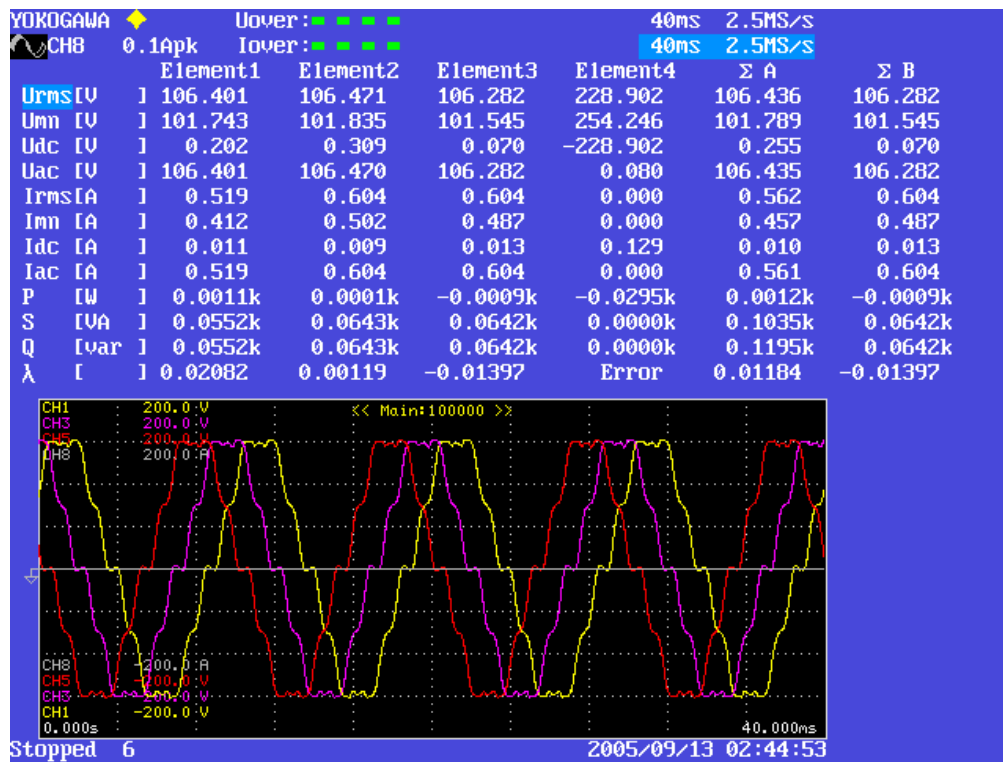 YOKOGAWA Uover: 40ms 2.5MS/s
CH8 0.1Apk Iover: 40ms 2.5MS/s
Element1 Element2 Element3 Element4 Σ A Σ B
Urms[V ] 106.401 106.471 106.282 228.902 106.436 106.282
Umn [V ] 101.743 101.835 101.545 254.246 101.789 101.545
Udc [V ] 0.202 0.309 0.070 -228.902 0.255 0.070
Uac [V ] 106.401 106.470 106.282 0.080 106.435 106.282
Irms[A ] 0.519 0.604 0.604 0.000 0.562 0.604
Imn [A ] 0.412 0.502 0.487 0.000 0.457 0.487
Idc [A ] 0.011 0.009 0.013 0.129 0.010 0.013
Iac [A ] 0.519 0.604 0.604 0.000 0.561 0.604
P [W ] 0.0011k 0.0001k -0.0009k -0.0295k 0.0012k -0.0009k
S [VA ] 0.0552k 0.0643k 0.0642k 0.0000k 0.1035k 0.0642k
Q [var ] 0.0552k 0.0643k 0.0642k 0.0000k 0.1195k 0.0642k
λ [ ] 0.02082 0.00119 -0.01397 Error 0.01184 -0.01397
CH1 200.0 V << Main:100000 >>
CH3 200.0 V
CH5 200.0 V
CH8 200.0 A
CH8 -200.0 A
CH5 -200.0 V
CH3 -200.0 V
CH1 -200.0 V
0.000s 40.000ms
Stopped 6 2005/09/13 02:44:53